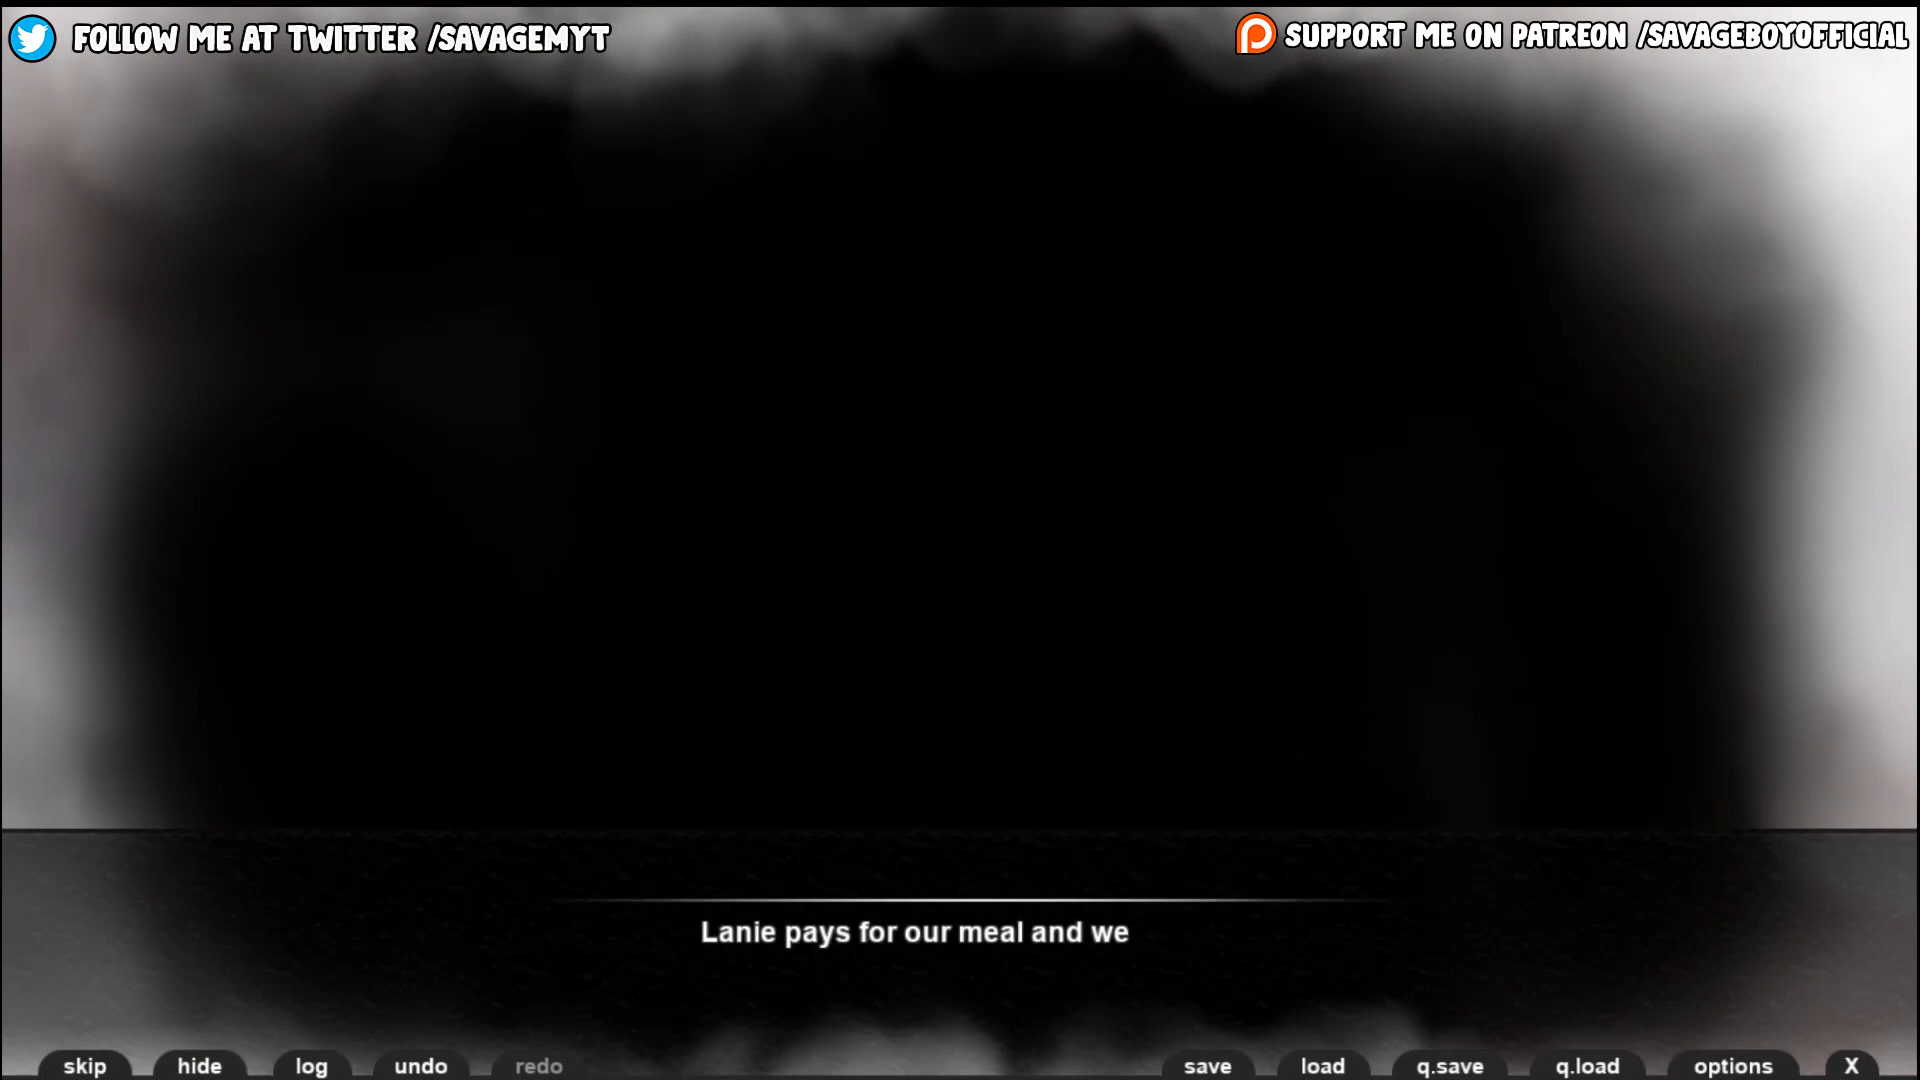 FOLLOW ME AT TWITTER /SAVAGEMYT
SUPPORT ME ON PATREON /SAVAGEBOYOFFICIAL
Lanie pays for our meal and we
skip hide log undo redo save load q.save q.load options X